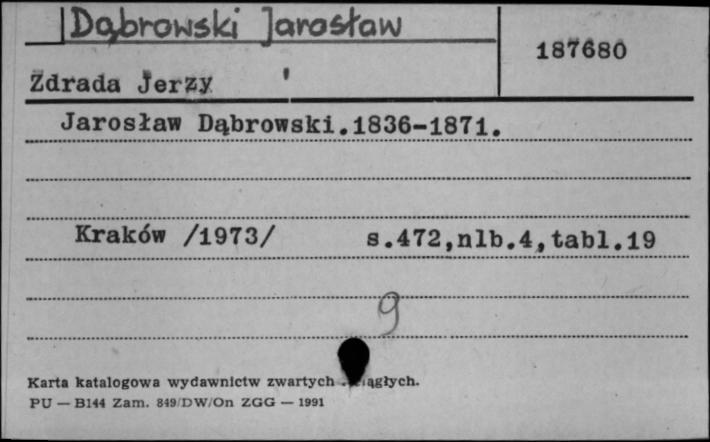 Dąbrowski Jarosław
187680
Zdrada Jerzy
Jarosław Dąbrowski.1836-1871.
Kraków /1973/ s.472,nlb.4,tabl.19
9
Karta katalogowa wydawnictw zwartych
PU — B144 Zam. 849/DW/On ZGG — 1991